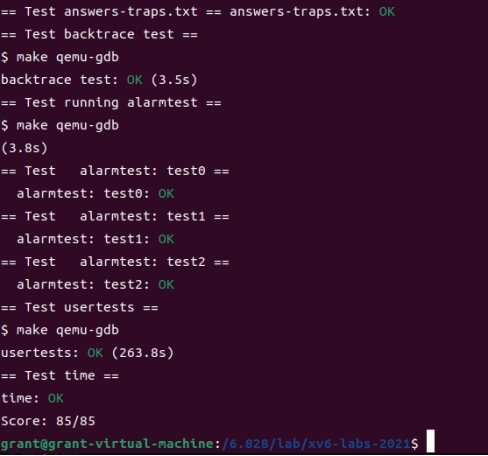 == Test answers-traps.txt == answers-traps.txt: OK
== Test backtrace test ==
$ make qemu-gdb
backtrace test: OK (3.5s)
== Test running alarmtest ==
$ make qemu-gdb
(3.8s)
== Test   alarmtest: test0 ==
  alarmtest: test0: OK
== Test   alarmtest: test1 ==
  alarmtest: test1: OK
== Test   alarmtest: test2 ==
  alarmtest: test2: OK
== Test usertests ==
$ make qemu-gdb
usertests: OK (263.8s)
== Test time ==
time: OK
Score: 85/85
grant@grant-virtual-machine:/6.828/lab/xv6-labs-2021$